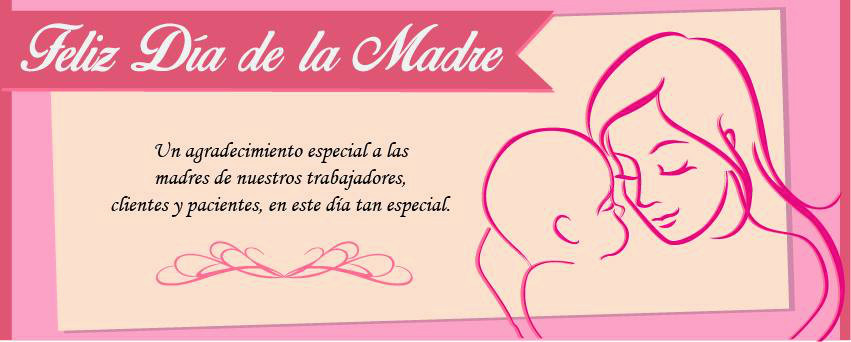 Feliz Día de la Madre
Un agradecimiento especial a las
madres de nuestros trabajadores,
clientes y pacientes, en este día tan especial.